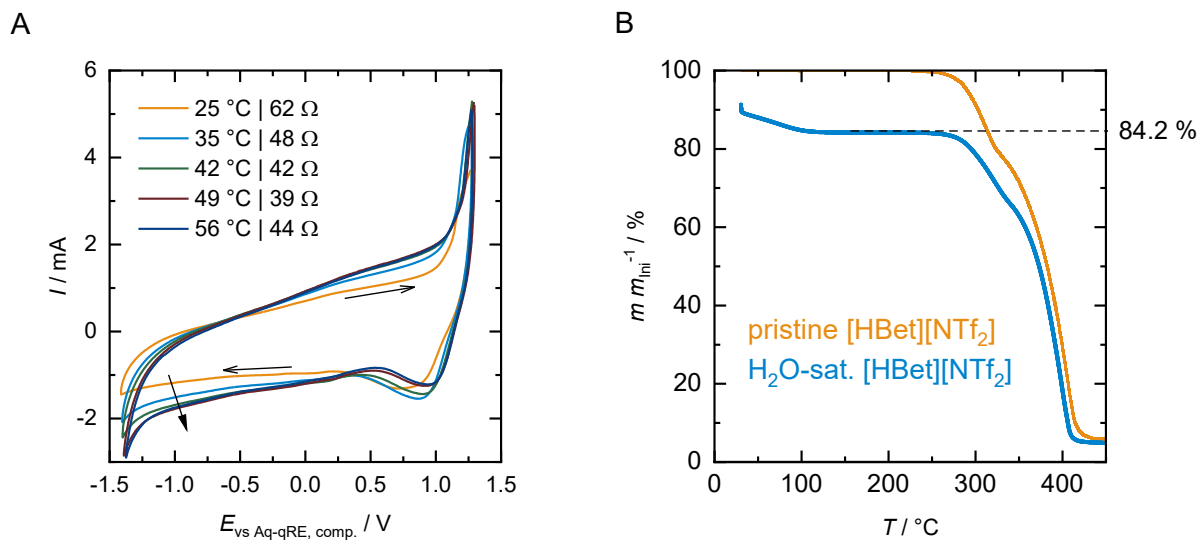 A
6
4
2
0
-2
-1.5
-1.0
-0.5
0.0
0.5
1.0
1.5
I / mA
E vs Aq-qRE, comp. / V
25 °C | 62 Ω
35 °C | 48 Ω
42 °C | 42 Ω
49 °C | 39 Ω
56 °C | 44 Ω
B
100
80
60
40
20
0
0
100
200
300
400
m mIni⁻¹ / %
T / °C
84.2 %
pristine [HBet][NTf₂]
H₂O-sat. [HBet][NTf₂]